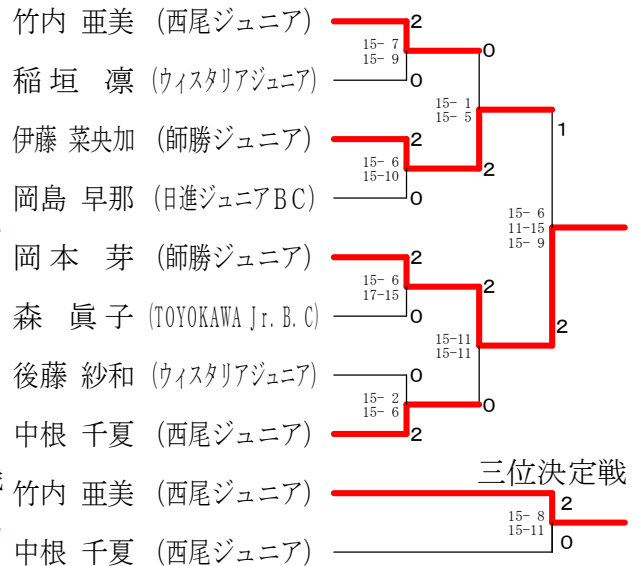 竹内 亜美 (西尾ジュニア) 2
15- 7
15- 9
0
稲垣 凛 (ウィスタリアジュニア) 0
15- 1
15- 5
伊藤 菜央加 (師勝ジュニア) 2
1
15- 6
15-10
2
岡島 早那 (日進ジュニアBC) 0
15- 6
11-15
15- 9
岡本 芽 (師勝ジュニア) 2
15- 6
17-15
2
森 眞子 (TOYOKAWA Jr. B. C) 0
2
15-11
15-11
後藤 紗和 (ウィスタリアジュニア) 0
15- 2
15- 6
0
中根 千夏 (西尾ジュニア) 2
三位決定戦
竹内 亜美 (西尾ジュニア) 2
15- 8
15-11
中根 千夏 (西尾ジュニア) 0